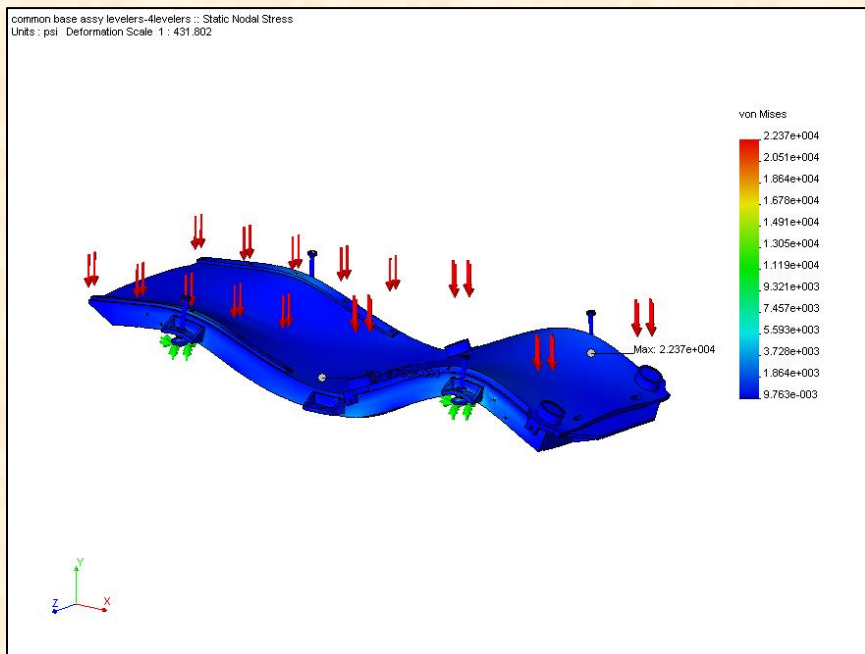 common base assy levelers-4levelers :: Static Nodal Stress
Units : psi   Deformation Scale  1 : 431.802
von Mises
2.237e+004
2.051e+004
1.864e+004
1.678e+004
1.491e+004
1.305e+004
1.119e+004
9.321e+003
7.457e+003
5.593e+003
3.728e+003
1.864e+003
9.763e-003
Max: 2.237e+004
Min:
Y
Z
X